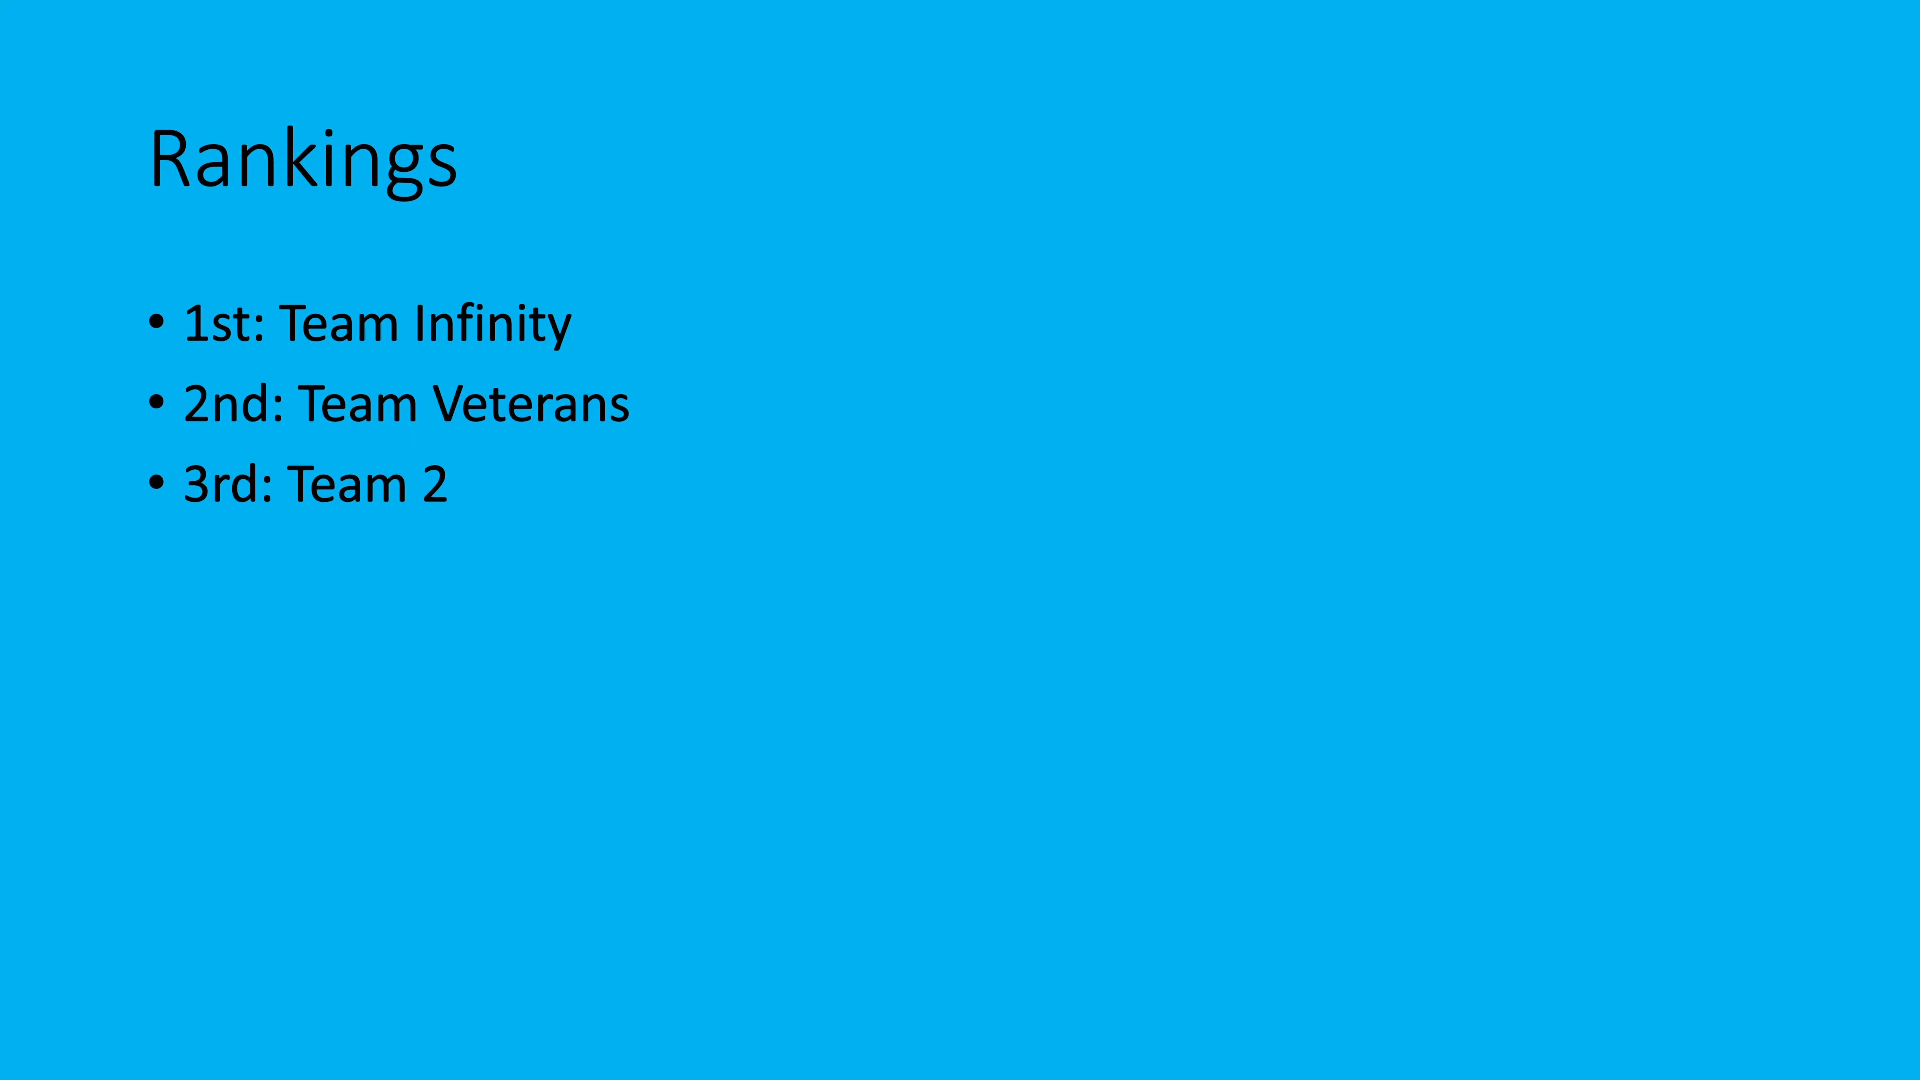 Rankings
• 1st: Team Infinity
• 2nd: Team Veterans
• 3rd: Team 2